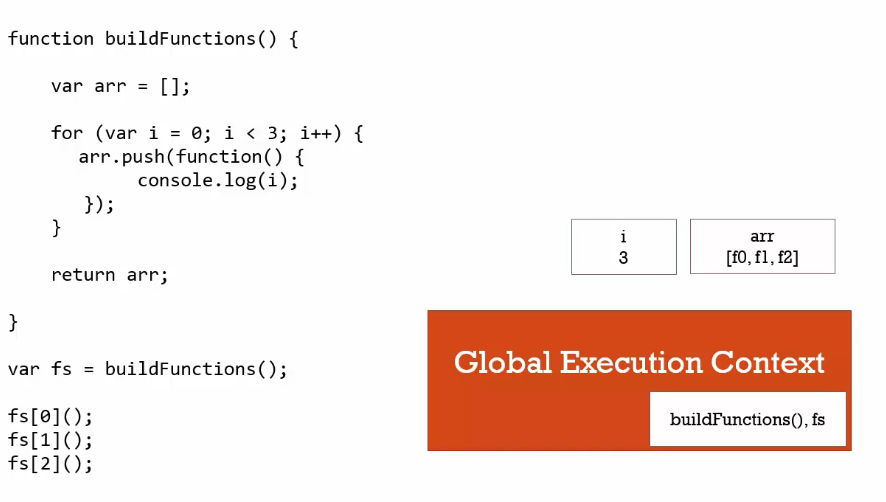 function buildFunctions() {
var arr = [];
for (var i = 0; i < 3; i++) {
arr.push(function() {
console.log(i);
});
}
return arr;
}
var fs = buildFunctions();
fs[0]();
fs[1]();
fs[2]();
i
3
arr
[f0, f1, f2]
Global Execution Context
buildFunctions(), fs